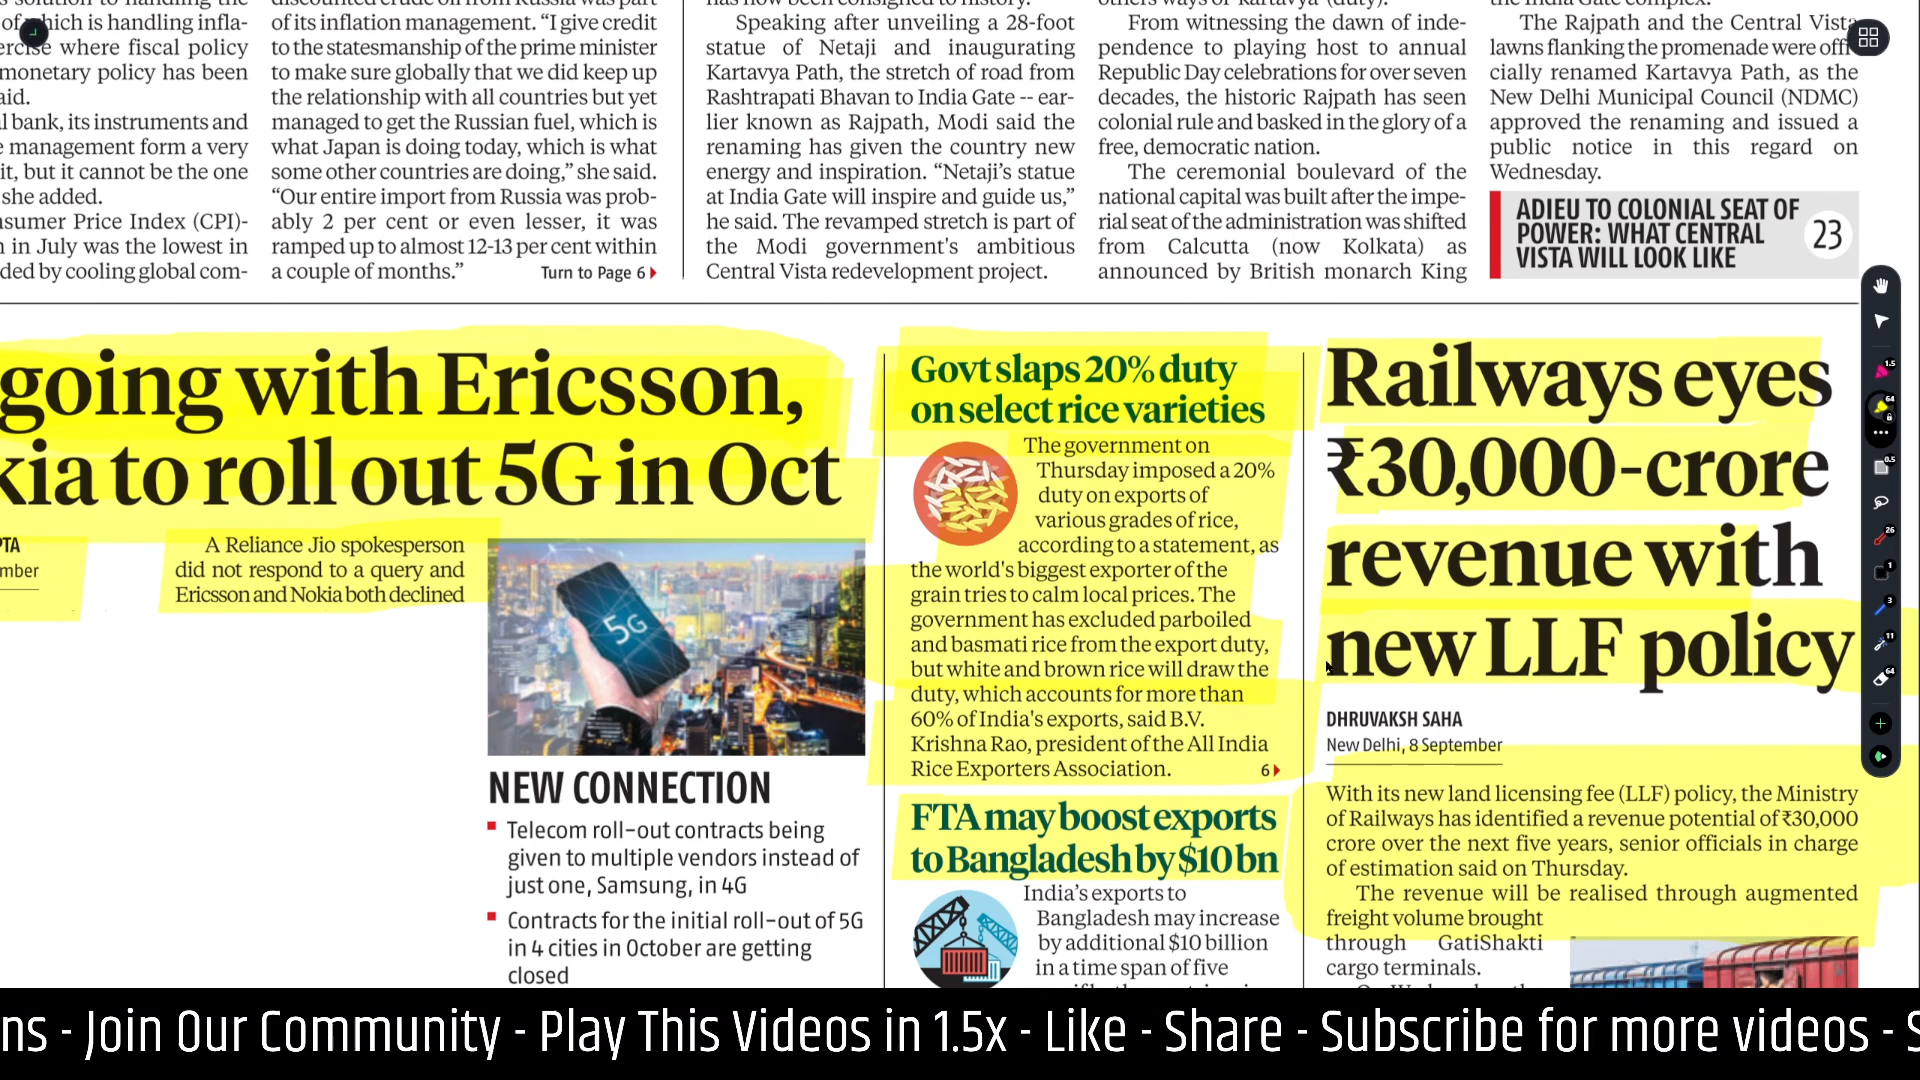 of which is handling infla-
where fiscal policy
monetary policy has been
bank, its instruments and
management form a very
it, but it cannot be the one
she added.
Consumer Price Index (CPI)-
in July was the lowest in
by cooling global com-
of its inflation management. “I give credit
to the statesmanship of the prime minister
to make sure globally that we did keep up
the relationship with all countries but yet
managed to get the Russian fuel, which is
what Japan is doing today, which is what
some other countries are doing,” she said.
“Our entire import from Russia was prob-
ably 2 per cent or even lesser, it was
ramped up to almost 12-13 per cent within
a couple of months.” Turn to Page 6
Speaking after unveiling a 28-foot
statue of Netaji and inaugurating
Kartavya Path, the stretch of road from
Rashtrapati Bhavan to India Gate -- ear-
lier known as Rajpath, Modi said the
renaming has given the country new
energy and inspiration. “Netaji’s statue
at India Gate will inspire and guide us,”
he said. The revamped stretch is part of
the Modi government’s ambitious
Central Vista redevelopment project.
From witnessing the dawn of inde-
pendence to playing host to annual
Republic Day celebrations for over seven
decades, the historic Rajpath has seen
colonial rule and basked in the glory of a
free, democratic nation.
The ceremonial boulevard of the
national capital was built after the impe-
rial seat of the administration was shifted
from Calcutta (now Kolkata) as
announced by British monarch King
The Rajpath and the Central Vista
lawns flanking the promenade were offi-
cially renamed Kartavya Path, as the
New Delhi Municipal Council (NDMC)
approved the renaming and issued a
public notice in this regard on
Wednesday.
ADIEU TO COLONIAL SEAT OF
POWER: WHAT CENTRAL
VISTA WILL LOOK LIKE
23
going with Ericsson,
kia to roll out 5G in Oct
A Reliance Jio spokesperson
did not respond to a query and
Ericsson and Nokia both declined
5G
NEW CONNECTION
Telecom roll-out contracts being
given to multiple vendors instead of
just one, Samsung, in 4G
Contracts for the initial roll-out of 5G
in 4 cities in October are getting
closed
Govt slaps 20% duty
on select rice varieties
The government on
Thursday imposed a 20%
duty on exports of
various grades of rice,
according to a statement, as
the world's biggest exporter of the
grain tries to calm local prices. The
government has excluded parboiled
and basmati rice from the export duty,
but white and brown rice will draw the
duty, which accounts for more than
60% of India's exports, said B.V.
Krishna Rao, president of the All India
Rice Exporters Association. 6
FTA may boost exports
to Bangladesh by $10 bn
India’s exports to
Bangladesh may increase
by additional $10 billion
in a time span of five
Railways eyes
₹30,000-crore
revenue with
new LLF policy
DHRUVAKSH SAHA
New Delhi, 8 September
With its new land licensing fee (LLF) policy, the Ministry
of Railways has identified a revenue potential of ₹30,000
crore over the next five years, senior officials in charge
of estimation said on Thursday.
The revenue will be realised through augmented
freight volume brought
through GatiShakti
cargo terminals.
ns - Join Our Community - Play This Videos in 1.5x - Like - Share - Subscribe for more videos - S